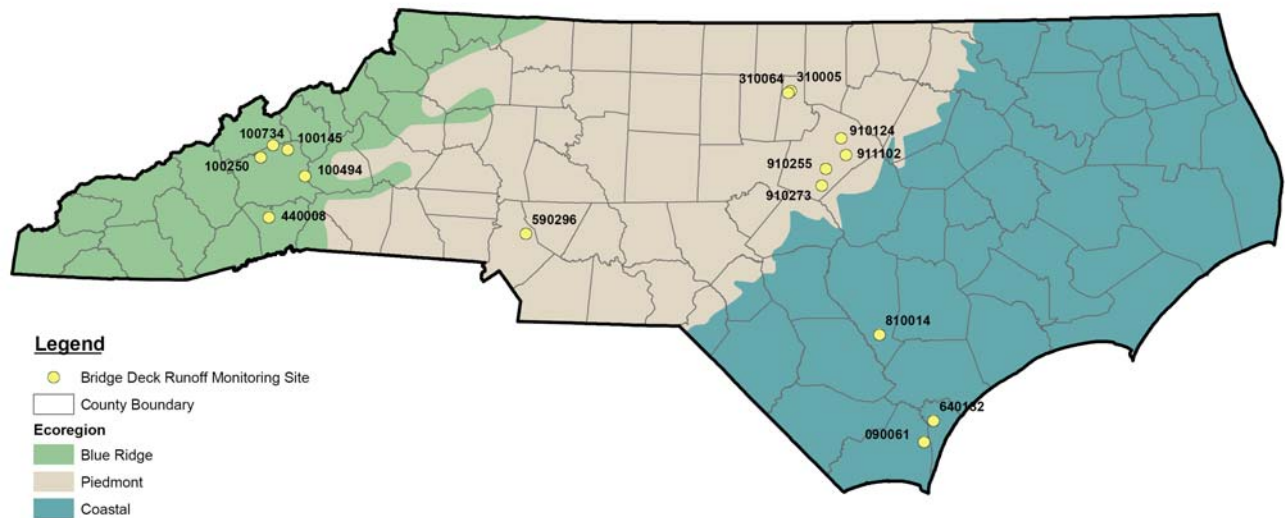 310064 310005
910124
100734 100145
911102
910255
100250
100494
910273
440008
590296
810014
640132
090061
Legend
Bridge Deck Runoff Monitoring Site
County Boundary
Ecoregion
Blue Ridge
Piedmont
Coastal